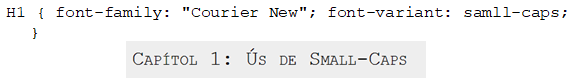 H1 { font-family: "Courier New"; font-variant: samll-caps;
}
Capítol 1: Ús de Small-Caps